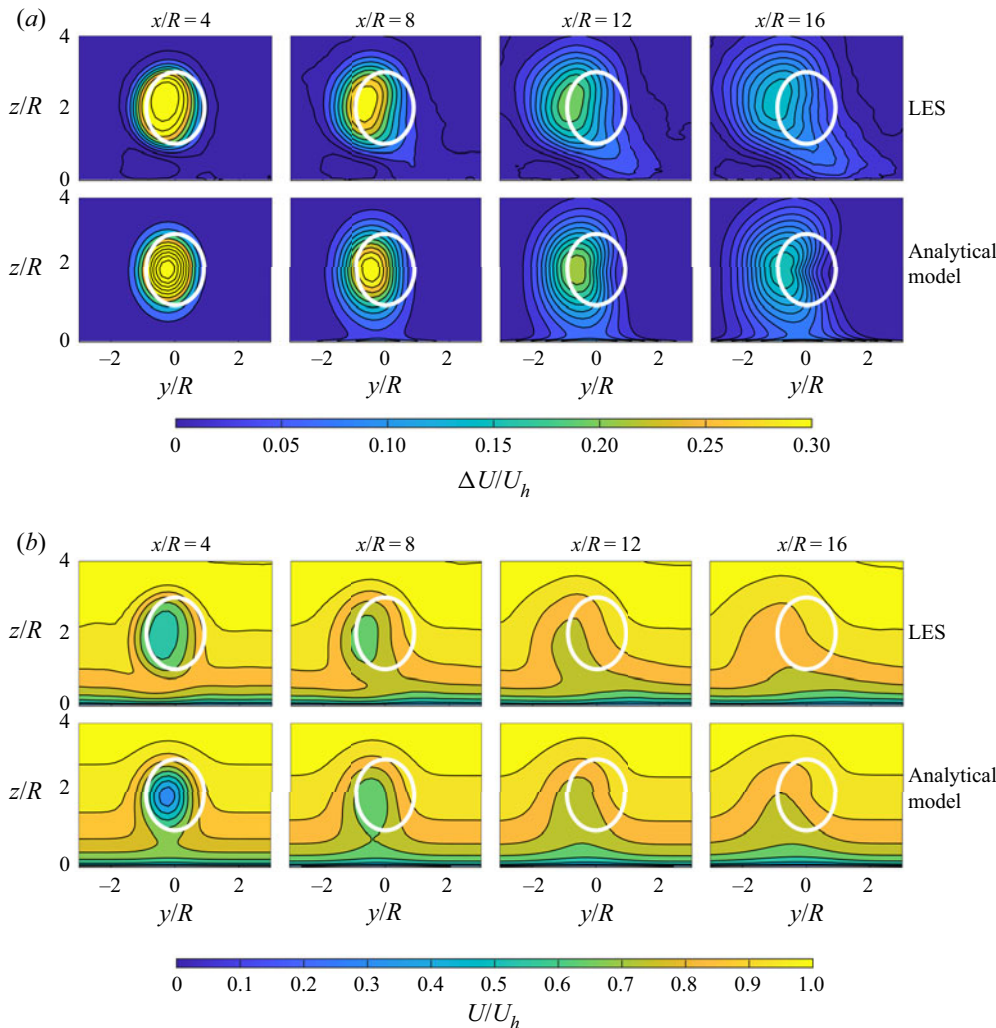 (a)
x/R = 4 x/R = 8 x/R = 12 x/R = 16
4
z/R 2 LES
0
4
z/R 2 Analytical model
0
–2 0 2 –2 0 2 –2 0 2 –2 0 2
y/R y/R y/R y/R
0 0.05 0.10 0.15 0.20 0.25 0.30
ΔU/U_h
(b)
x/R = 4 x/R = 8 x/R = 12 x/R = 16
4
z/R 2 LES
0
4
z/R 2 Analytical model
0
–2 0 2 –2 0 2 –2 0 2 –2 0 2
y/R y/R y/R y/R
0 0.1 0.2 0.3 0.4 0.5 0.6 0.7 0.8 0.9 1.0
U/U_h